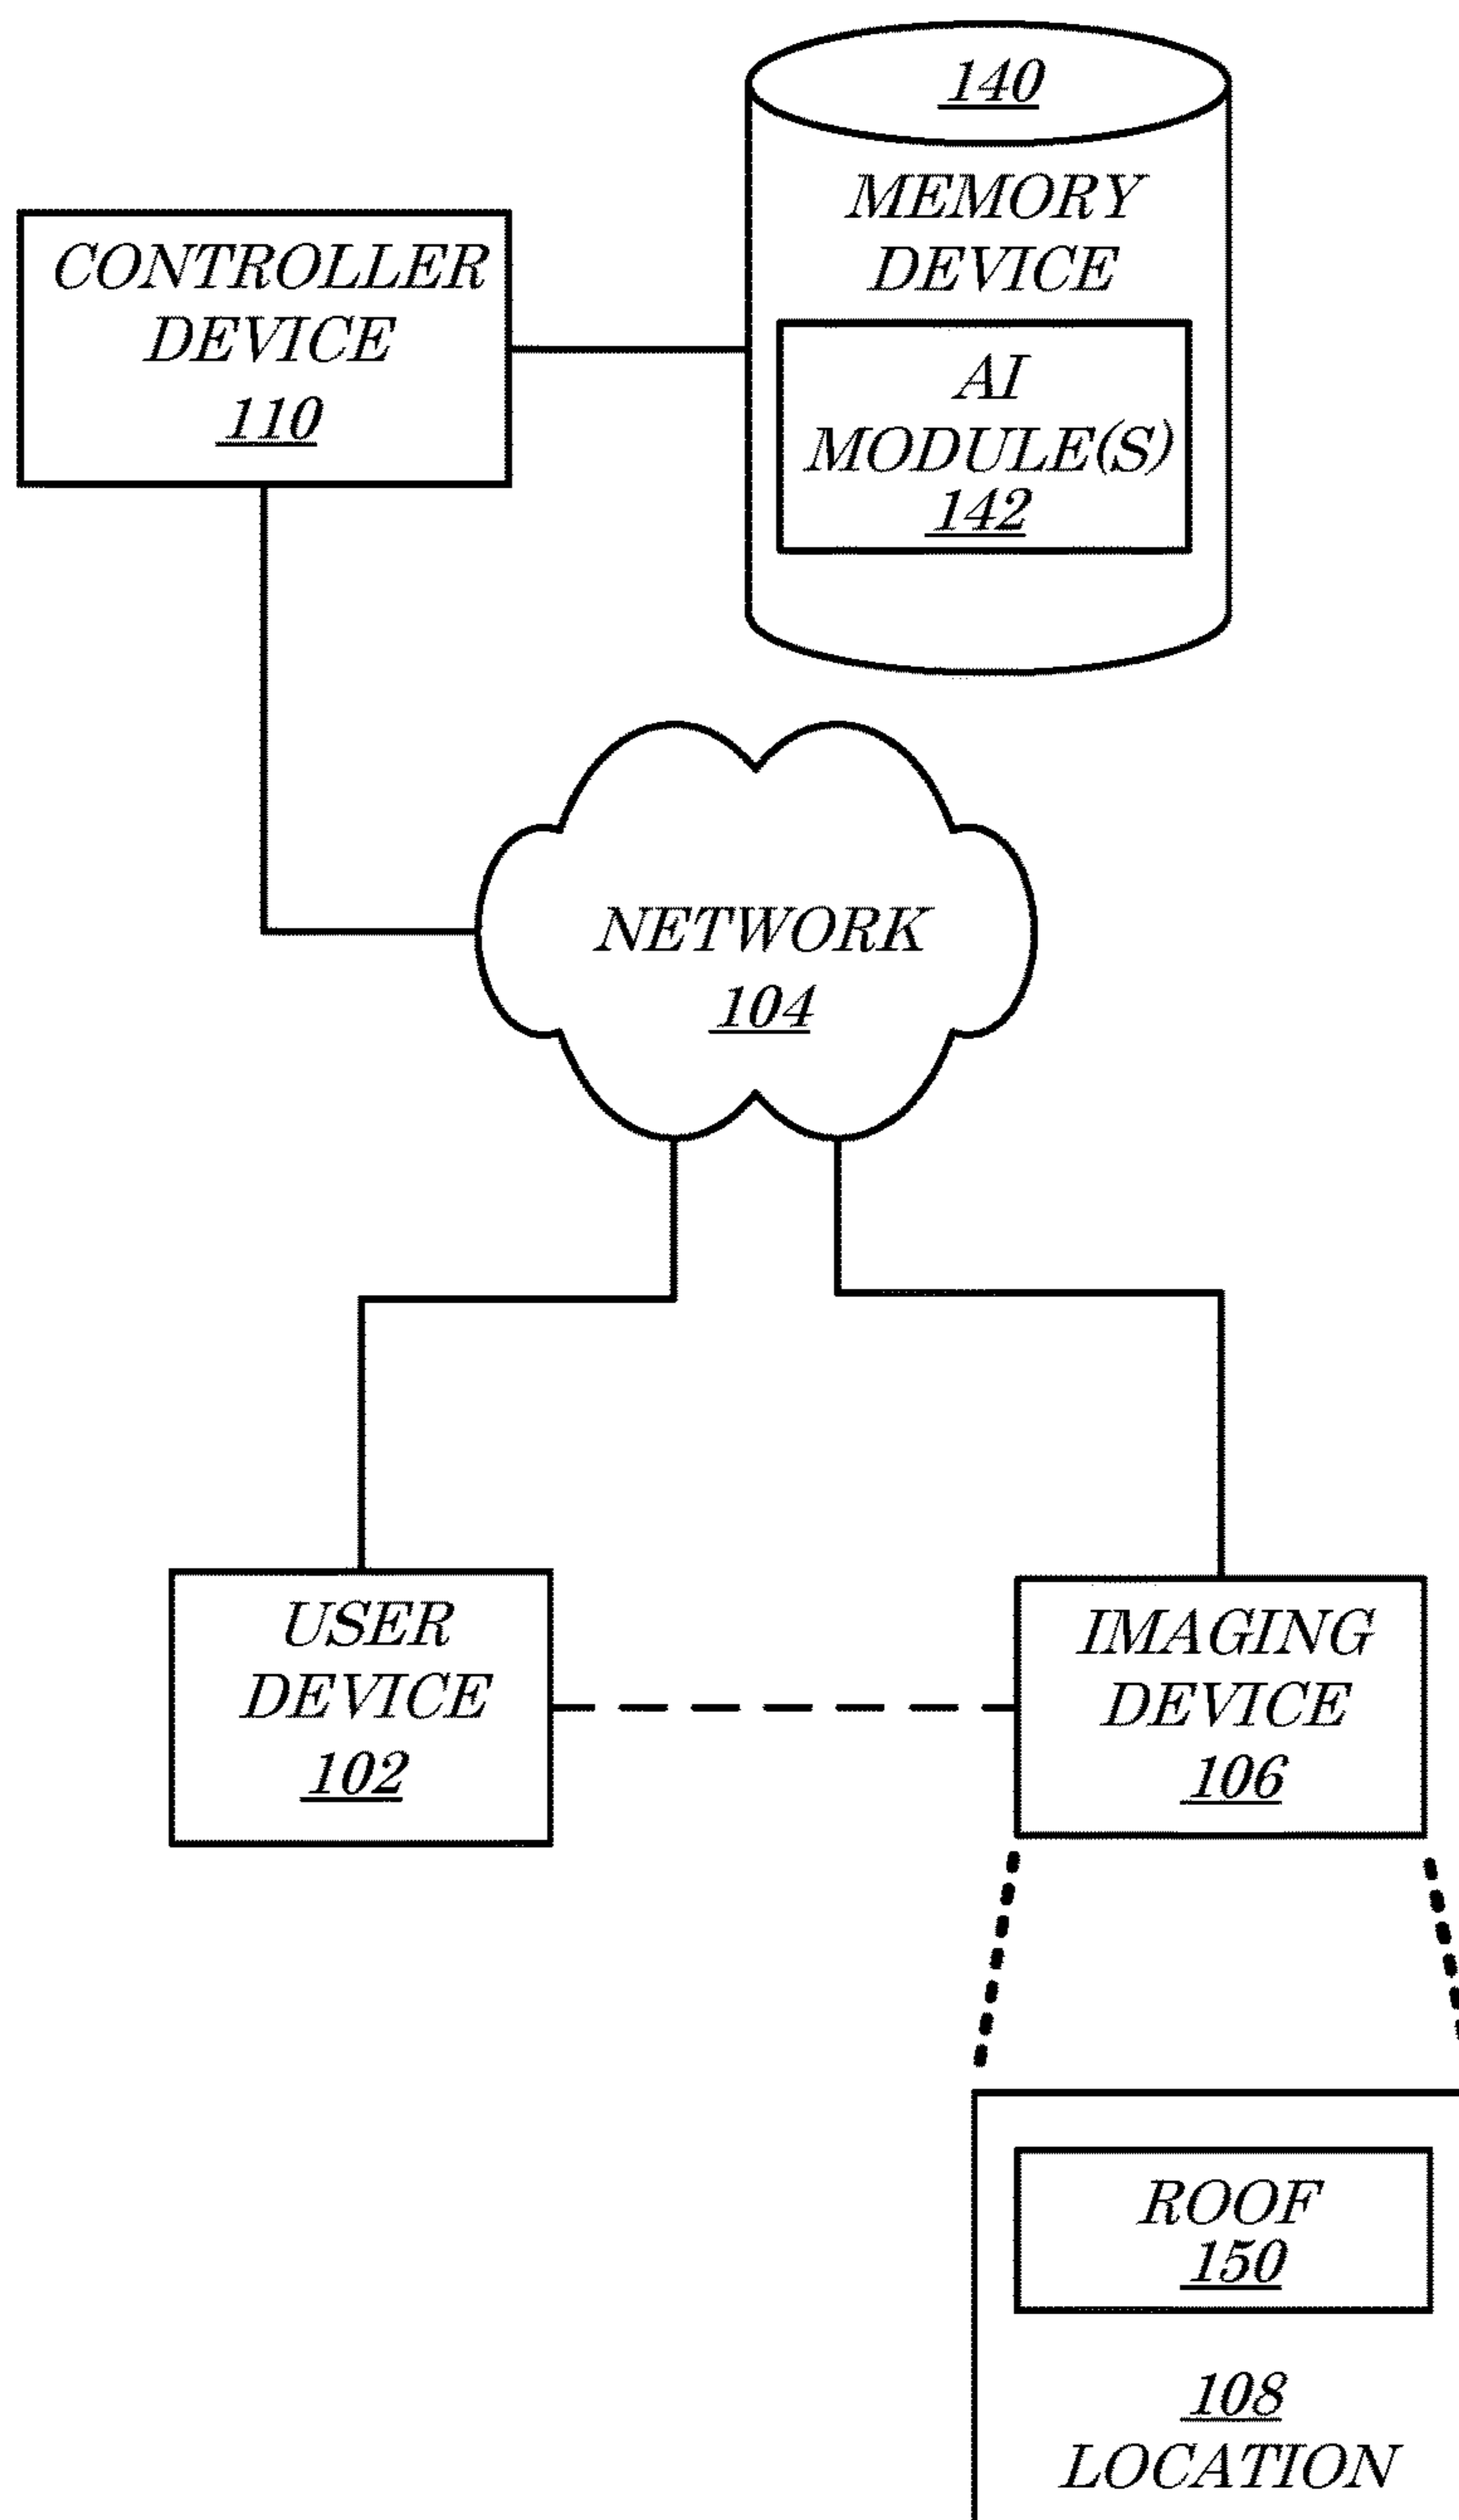 140
MEMORY
DEVICE
CONTROLLER
DEVICE
110
AI
MODULE(S)
142
NETWORK
104
USER
DEVICE
102
IMAGING
DEVICE
106
ROOF
150
108
LOCATION